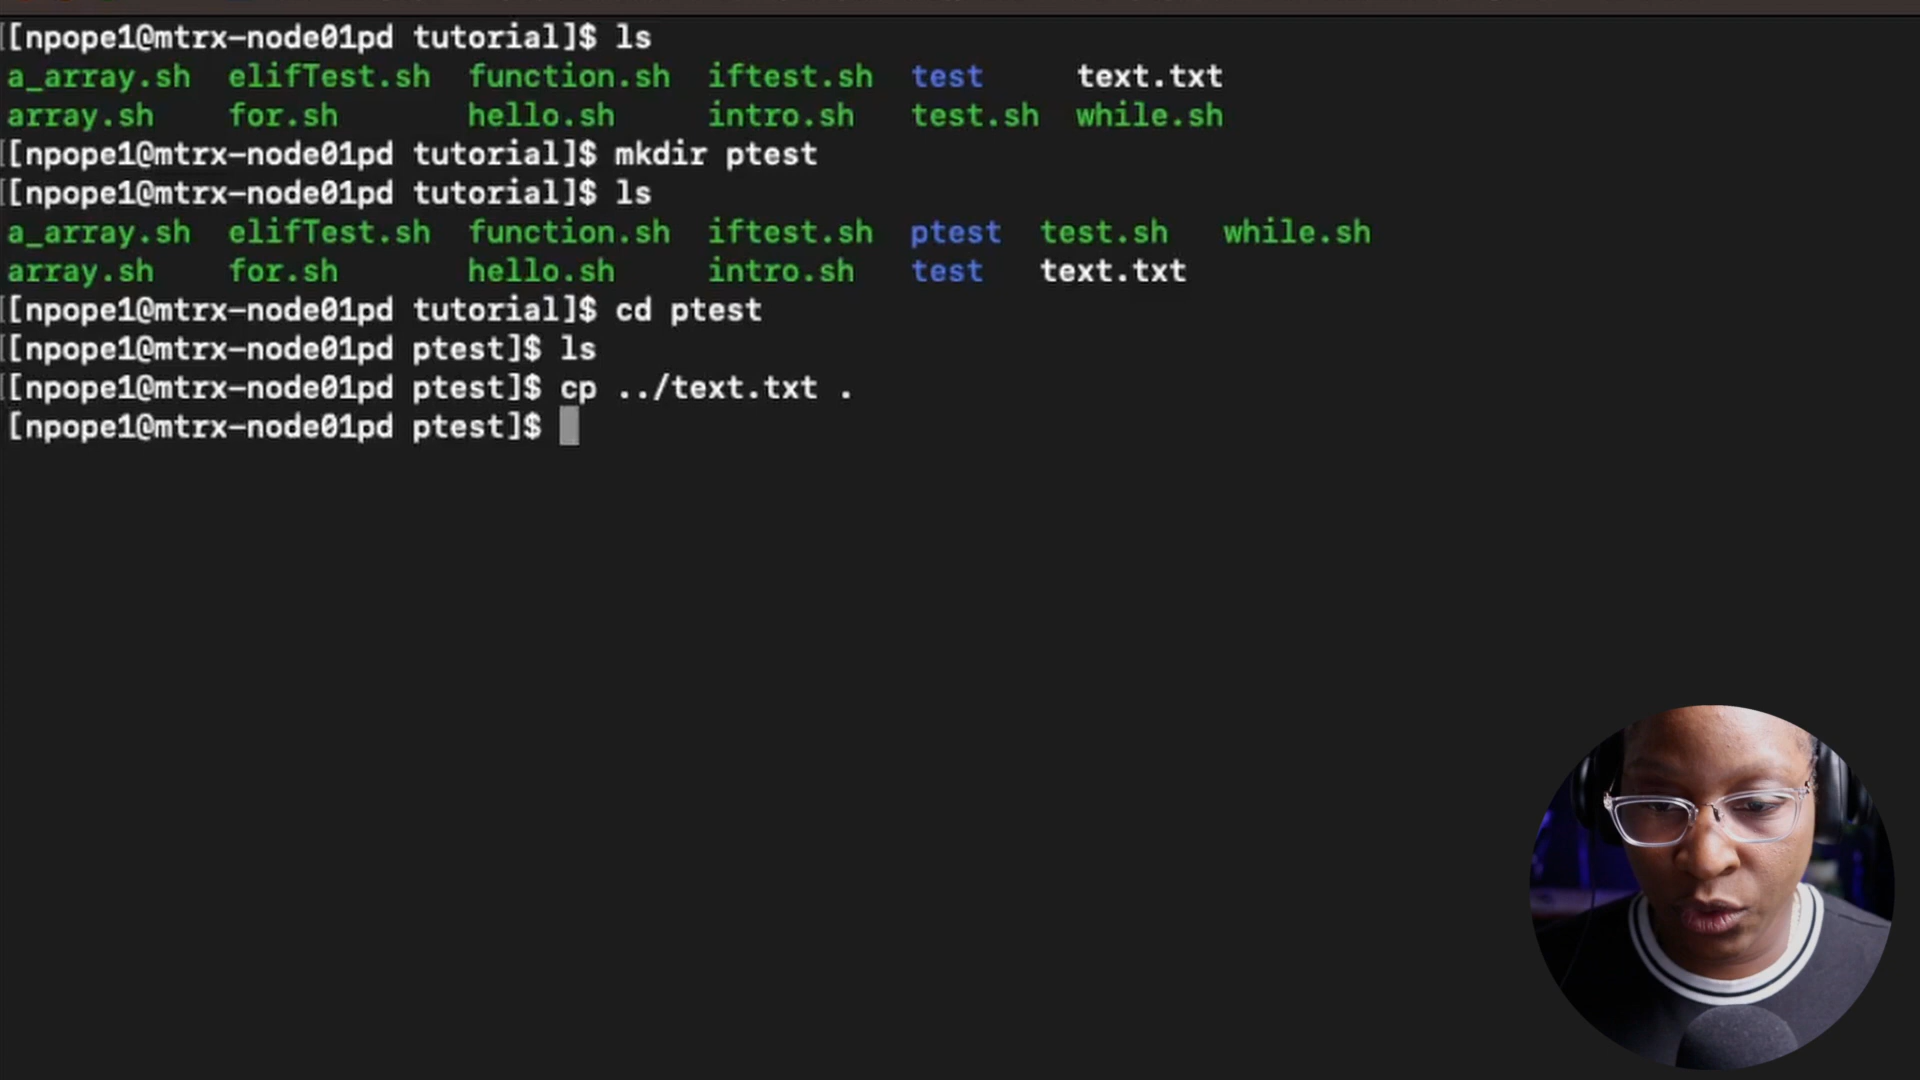 [npope1@mtrx-node01pd tutorial]$ ls
a_array.sh elifTest.sh function.sh iftest.sh test text.txt
array.sh for.sh hello.sh intro.sh test.sh while.sh
[npope1@mtrx-node01pd tutorial]$ mkdir ptest
[npope1@mtrx-node01pd tutorial]$ ls
a_array.sh elifTest.sh function.sh iftest.sh ptest test.sh while.sh
array.sh for.sh hello.sh intro.sh test text.txt
[npope1@mtrx-node01pd tutorial]$ cd ptest
[npope1@mtrx-node01pd ptest]$ ls
[npope1@mtrx-node01pd ptest]$ cp ../text.txt .
[npope1@mtrx-node01pd ptest]$